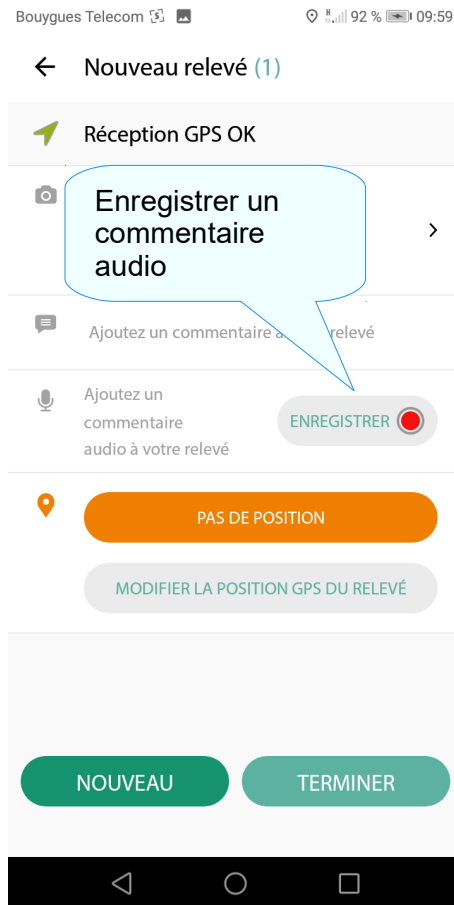 Bouygues Telecom 92 % 09:59
Nouveau relevé (1)
Réception GPS OK
Enregistrer un
commentaire
audio
Ajoutez un commentaire a relevé
Ajoutez un
commentaire
audio à votre relevé
ENREGISTRER
PAS DE POSITION
MODIFIER LA POSITION GPS DU RELEVÉ
NOUVEAU
TERMINER